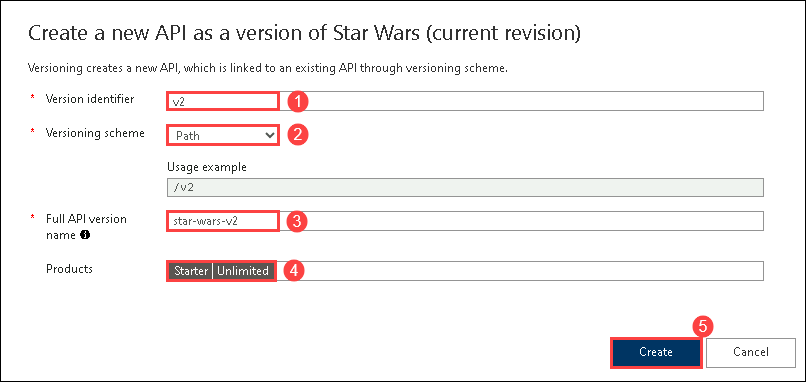 Create a new API as a version of Star Wars (current revision)
Versioning creates a new API, which is linked to an existing API through versioning scheme.
* Version identifier v2 1
* Versioning scheme Path 2
Usage example
/v2
* Full API version name star-wars-v2 3
Products Starter Unlimited 4
5
Create Cancel